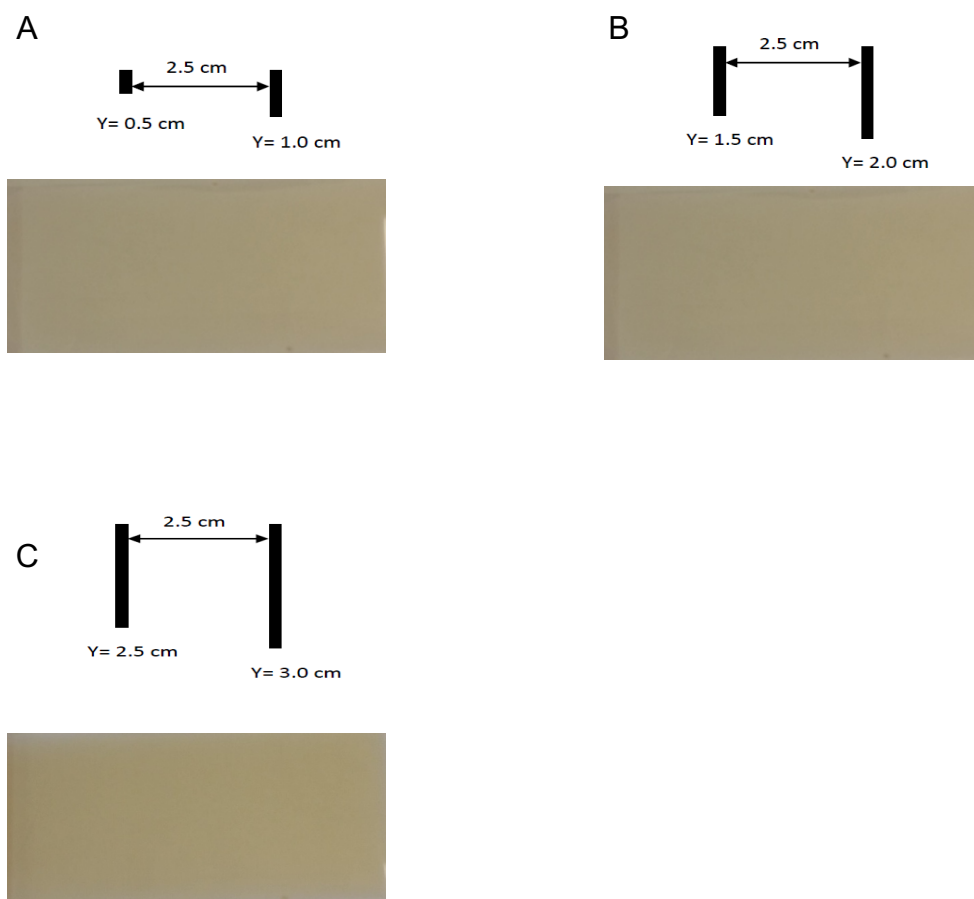 A
2.5 cm
Y= 0.5 cm
Y= 1.0 cm
B
2.5 cm
Y= 1.5 cm
Y= 2.0 cm
C
2.5 cm
Y= 2.5 cm
Y= 3.0 cm